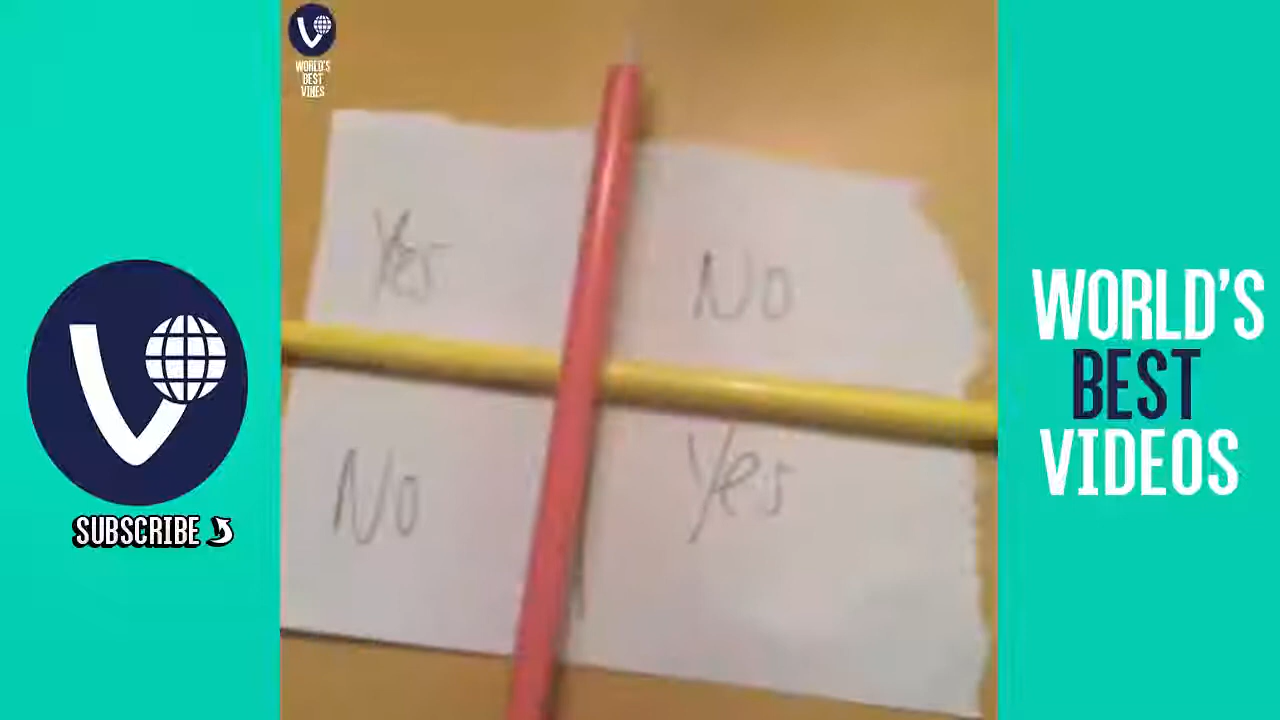 WORLD'S
BEST
VINES
Yes
No
No
Yes
SUBSCRIBE
WORLD'S
BEST
VIDEOS